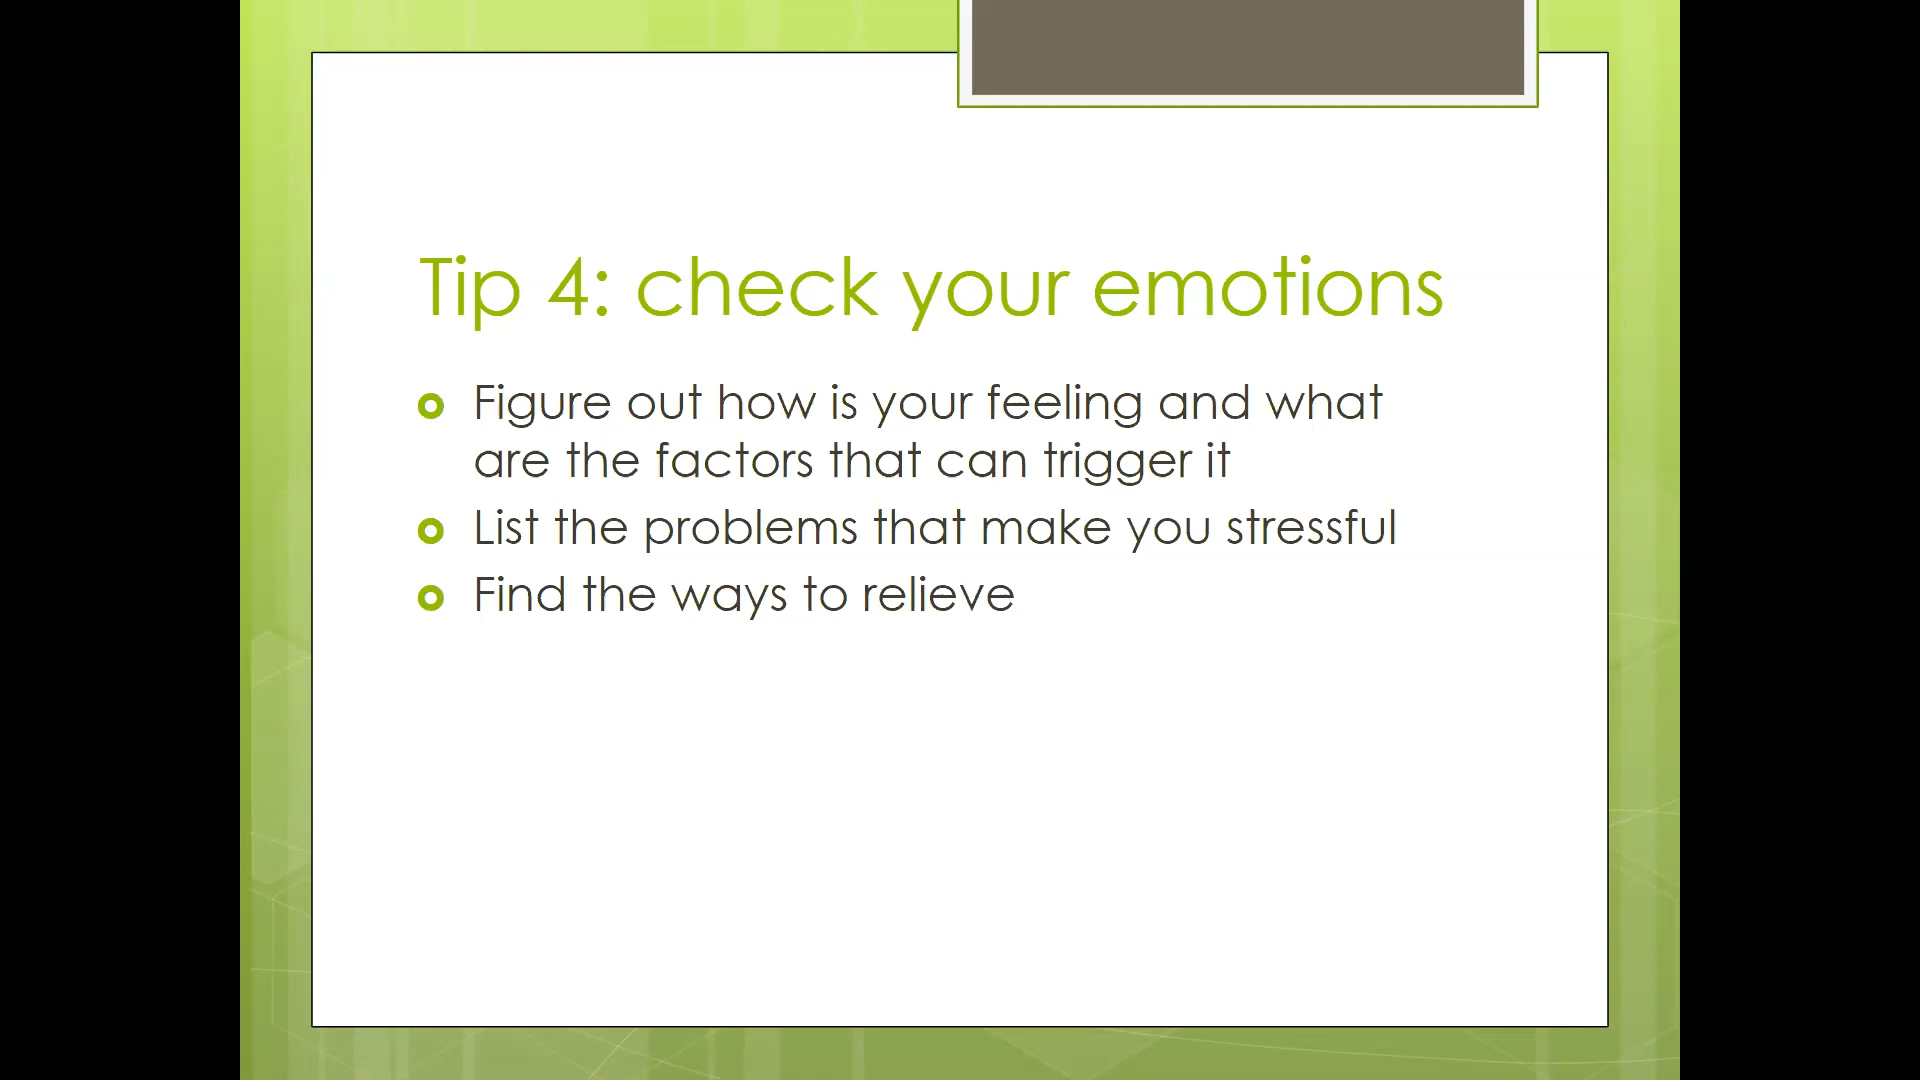 Tip 4: check your emotions
Figure out how is your feeling and what
are the factors that can trigger it
List the problems that make you stressful
Find the ways to relieve